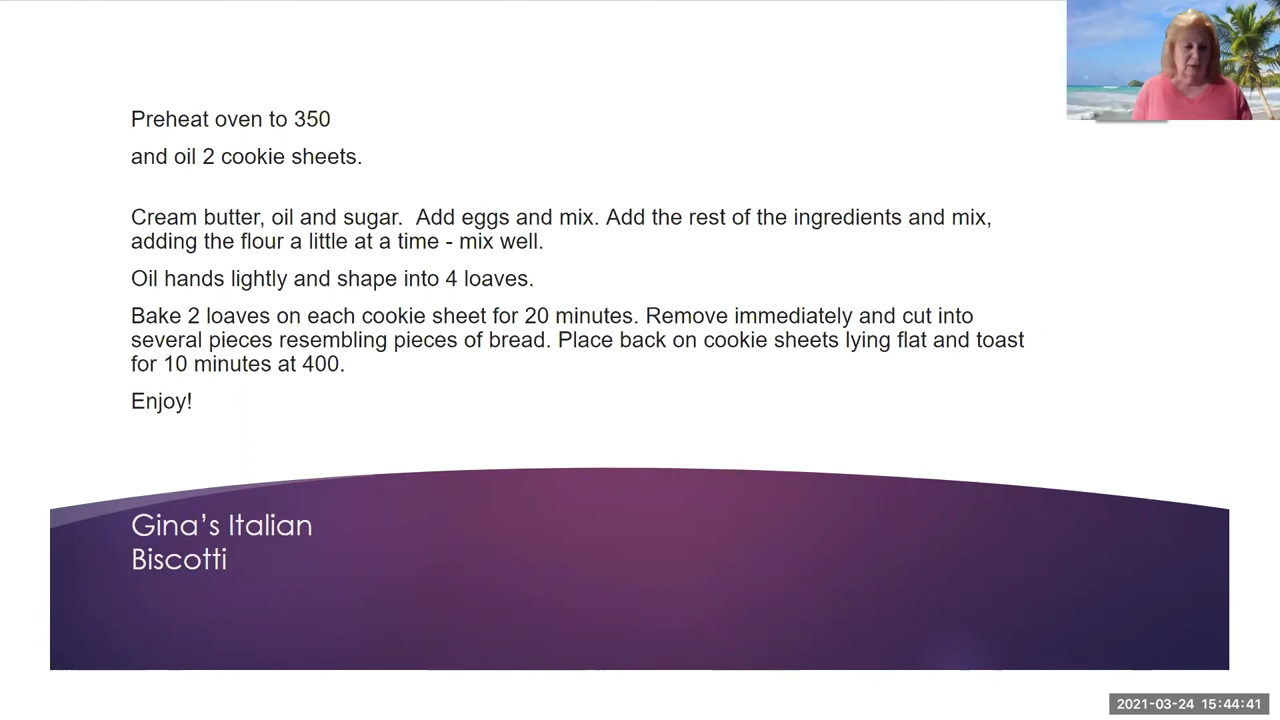 Preheat oven to 350
and oil 2 cookie sheets.
Cream butter, oil and sugar.  Add eggs and mix. Add the rest of the ingredients and mix,
adding the flour a little at a time - mix well.
Oil hands lightly and shape into 4 loaves.
Bake 2 loaves on each cookie sheet for 20 minutes. Remove immediately and cut into
several pieces resembling pieces of bread. Place back on cookie sheets lying flat and toast
for 10 minutes at 400.
Enjoy!
Gina’s Italian
Biscotti
2021-03-24 15:44:41